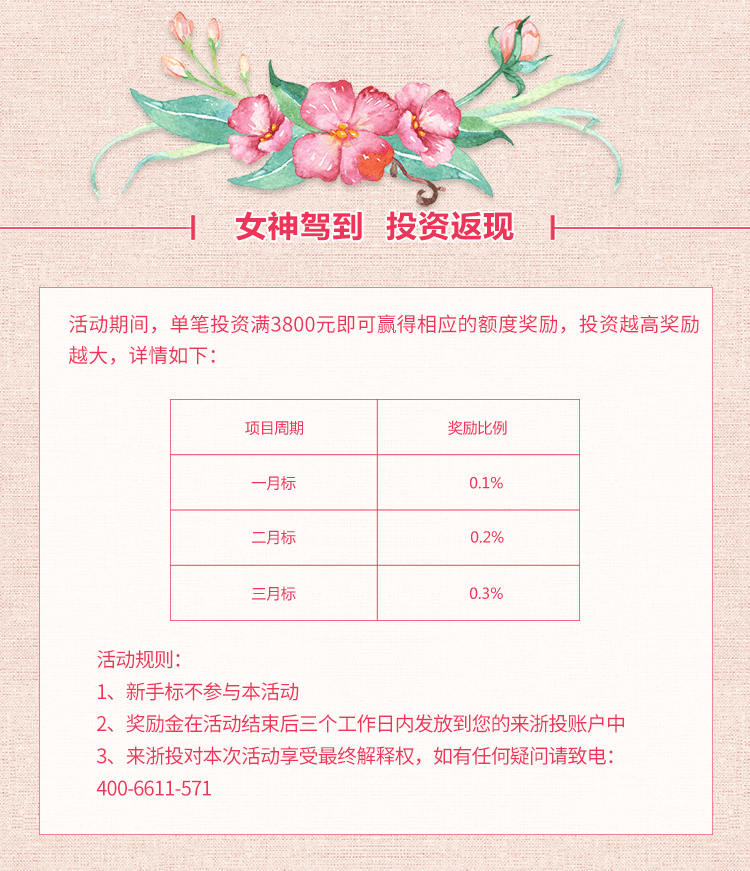 女神驾到 投资返现
活动期间，单笔投资满3800元即可赢得相应的额度奖励，投资越高奖励
越大，详情如下：
项目周期 奖励比例
一月标 0.1%
二月标 0.2%
三月标 0.3%
活动规则：
1、新手标不参与本活动
2、奖励金在活动结束后三个工作日内发放到您的来浙投账户中
3、来浙投对本次活动享受最终解释权，如有任何疑问请致电：
400-6611-571